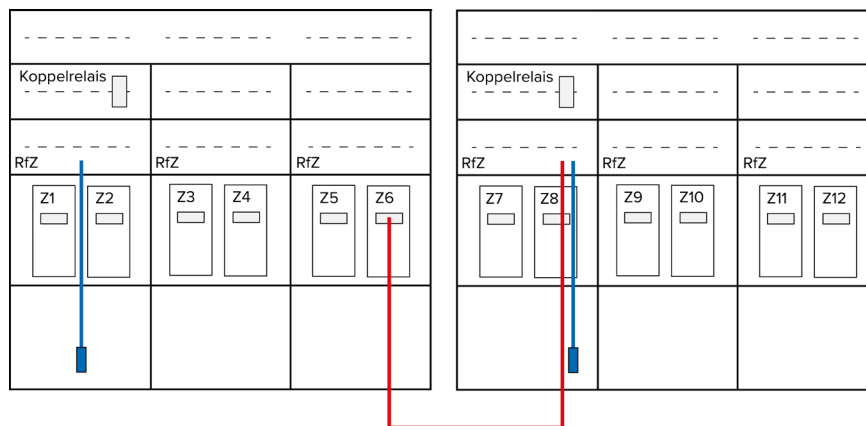 Koppelrelais
Koppelrelais
RfZ
RfZ
RfZ
RfZ
RfZ
RfZ
Z1
Z2
Z3
Z4
Z5
Z6
Z7
Z8
Z9
Z10
Z11
Z12